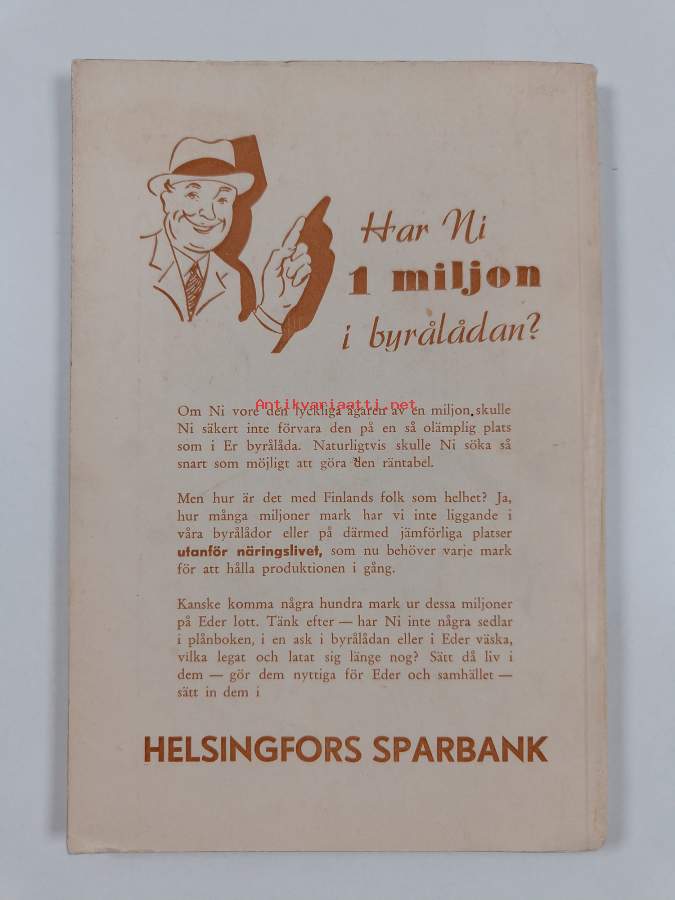 Har Ni
1 miljon
i byrålådan?
Antikvariaatti.net
Om Ni vore den lyckliga ägaren av en miljon, skulle
Ni säkert inte förvara den på en så olämplig plats
som i Er byrålåda. Naturligtvis skulle Ni söka så
snart som möjligt att göra den räntabel.
Men hur är det med Finlands folk som helhet? Ja,
hur många miljoner mark har vi inte liggande i
våra byrålådor eller på därmed jämförliga platser
utanför näringslivet, som nu behöver varje mark
för att hålla produktionen i gång.
Kanske komma några hundra mark ur dessa miljoner
på Eder lott. Tänk efter — har Ni inte några sedlar
i plånboken, i en ask i byrålådan eller i Eder väska,
vilka legat och latat sig länge nog? Sätt då liv i
dem — gör dem nyttiga för Eder och samhället —
sätt in dem i
HELSINGFORS SPARBANK